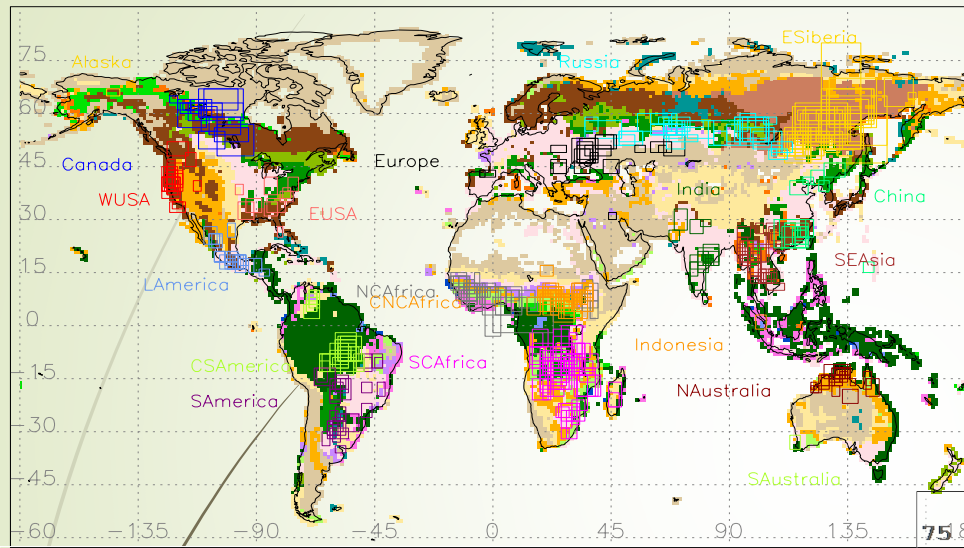 75
ESiberia
Alaska
Russia
60
45
Canada
Europe
India
WUSA
EUSA
China
30
SEAsia
15
LAmerica
NCAfrica
CNCAfrica
0
Indonesia
CSAmerica
SCAfrica
-15
SAmerica
NAustralia
-30
SAustralia
-45
-60
-135
-90
-45
0
45
90
135
75